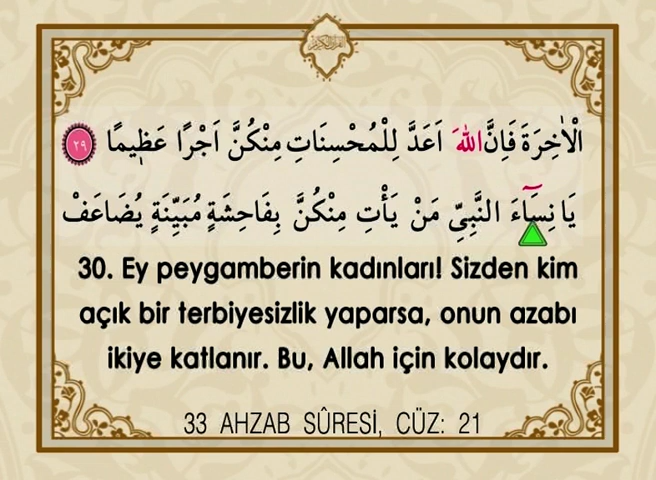 الْاٰخِرَةَ فَاِنَّ اللّٰهَ اَعَدَّ لِلْمُحْسِنَاتِ مِنْكُنَّ اَجْرًا عَظٖيمًا ٢٩
يَا نِسَٓاءَ النَّبِيِّ مَنْ يَأْتِ مِنْكُنَّ بِفَاحِشَةٍ مُبَيِّنَةٍ يُضَاعَفْ
30. Ey peygamberin kadınları! Sizden kim
açık bir terbiyesizlik yaparsa, onun azabı
ikiye katlanır. Bu, Allah için kolaydır.
33 AHZAB SÛRESİ, CÜZ: 21